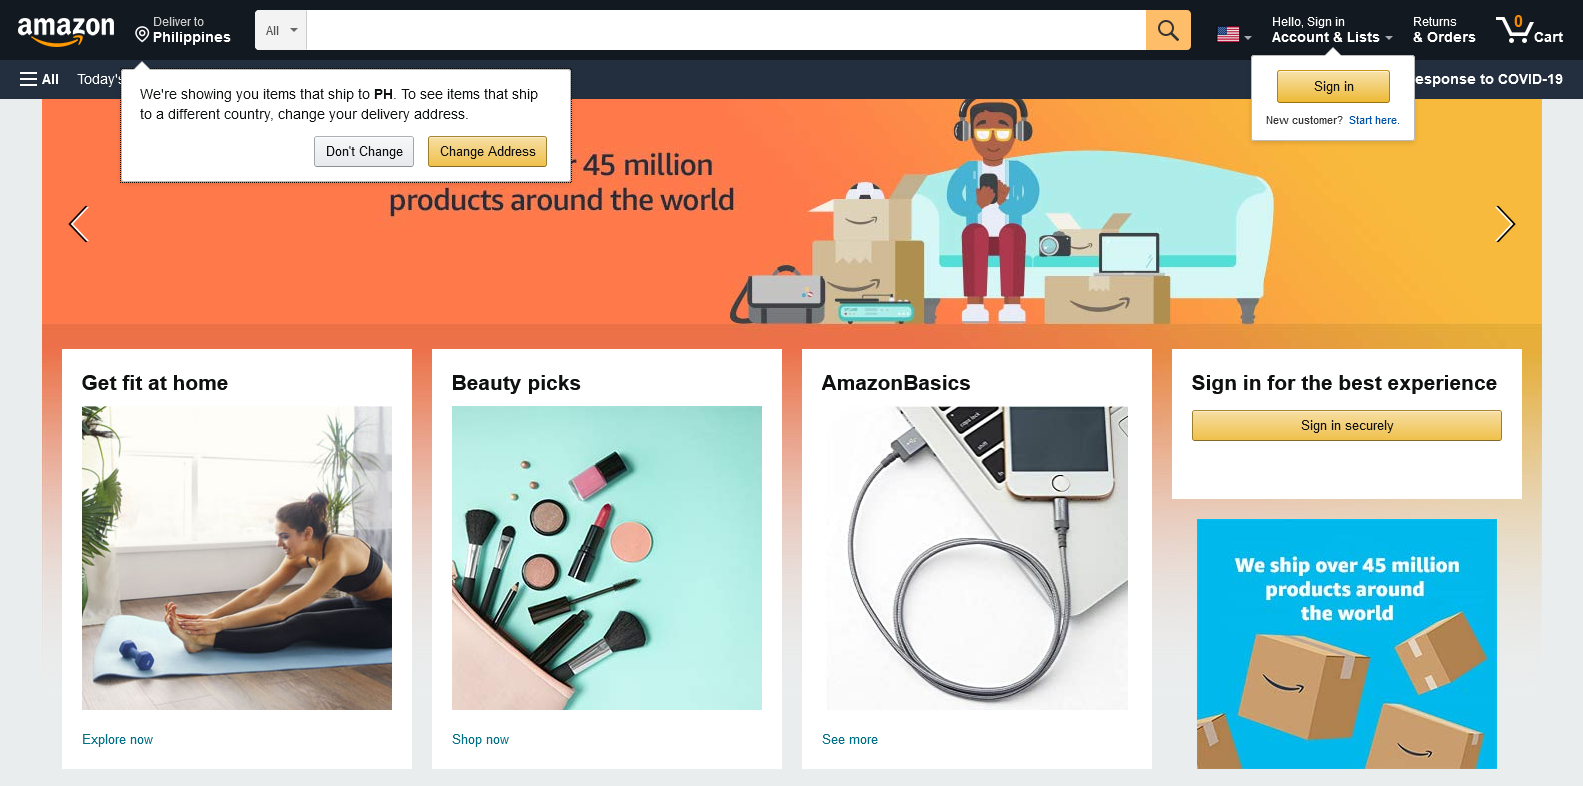 amazon
Deliver to
Philippines
All
Hello, Sign in
Account & Lists
Returns
& Orders
0
Cart
All
Today's
esponse to COVID-19
We're showing you items that ship to PH. To see items that ship
to a different country, change your delivery address.
Don't Change
Change Address
Sign in
New customer? Start here.
45 million
products around the world
Get fit at home
Explore now
Beauty picks
Shop now
AmazonBasics
See more
Sign in for the best experience
Sign in securely
We ship over 45 million
products around
the world